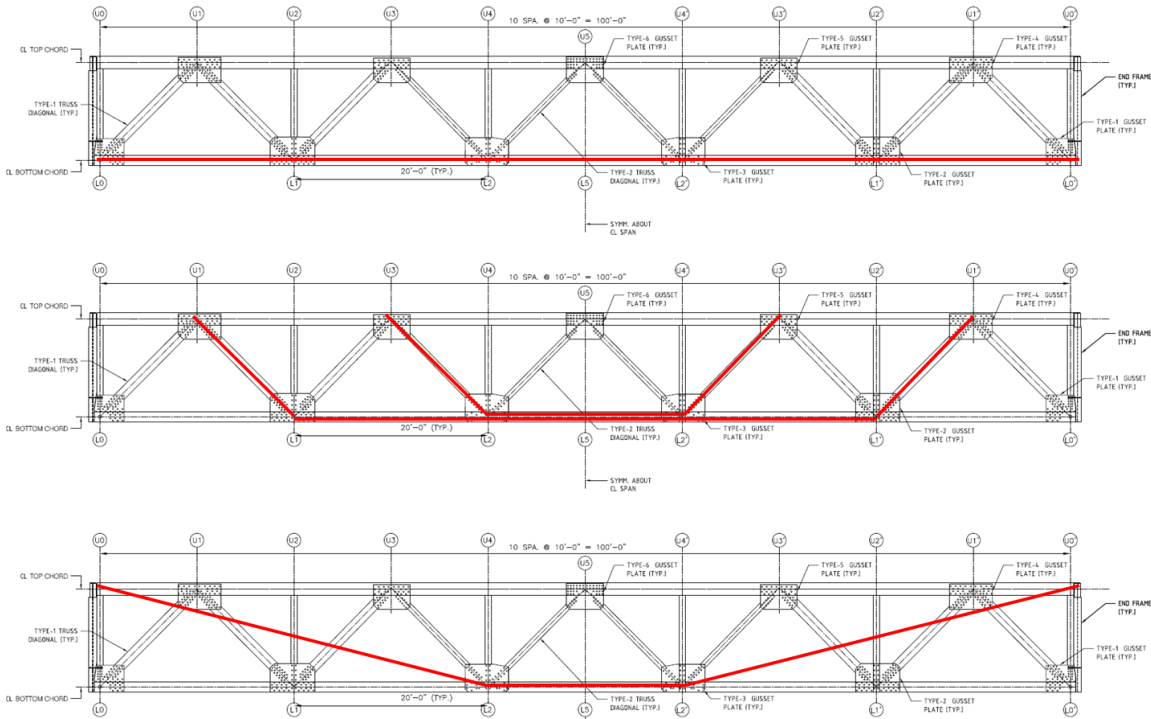 U0 U1 U2 U3 U4 U4' U3' U2' U1' U0'
10 SPA. @ 10'-0" = 100'-0"
U5
CL TOP CHORD
TYPE-6 GUSSET
PLATE (TYP.)
TYPE-5 GUSSET
PLATE (TYP.)
TYPE-4 GUSSET
PLATE (TYP.)
END FRAME
(TYP.)
TYPE-1 TRUSS
DIAGONAL (TYP.)
TYPE-1 GUSSET
PLATE (TYP.)
CL BOTTOM CHORD
20'-0" (TYP.)
TYPE-2 TRUSS
DIAGONAL (TYP.)
TYPE-3 GUSSET
PLATE (TYP.)
TYPE-2 GUSSET
PLATE (TYP.)
L0 L1 L2 L5 L2' L1' L0'
SYMM. ABOUT
CL SPAN
U0 U1 U2 U3 U4 U4' U3' U2' U1' U0'
10 SPA. @ 10'-0" = 100'-0"
U5
CL TOP CHORD
TYPE-6 GUSSET
PLATE (TYP.)
TYPE-5 GUSSET
PLATE (TYP.)
TYPE-4 GUSSET
PLATE (TYP.)
END FRAME
(TYP.)
TYPE-1 TRUSS
DIAGONAL (TYP.)
TYPE-1 GUSSET
PLATE (TYP.)
CL BOTTOM CHORD
20'-0" (TYP.)
TYPE-2 TRUSS
DIAGONAL (TYP.)
TYPE-3 GUSSET
PLATE (TYP.)
TYPE-2 GUSSET
PLATE (TYP.)
L0 L1 L2 L5 L2' L1' L0'
SYMM. ABOUT
CL SPAN
U0 U1 U2 U3 U4 U4' U3' U2' U1' U0'
10 SPA. @ 10'-0" = 100'-0"
U5
CL TOP CHORD
TYPE-6 GUSSET
PLATE (TYP.)
TYPE-5 GUSSET
PLATE (TYP.)
TYPE-4 GUSSET
PLATE (TYP.)
END FRAME
(TYP.)
TYPE-1 TRUSS
DIAGONAL (TYP.)
TYPE-1 GUSSET
PLATE (TYP.)
CL BOTTOM CHORD
20'-0" (TYP.)
TYPE-2 TRUSS
DIAGONAL (TYP.)
TYPE-3 GUSSET
PLATE (TYP.)
TYPE-2 GUSSET
PLATE (TYP.)
L0 L1 L2 L5 L2' L1' L0'